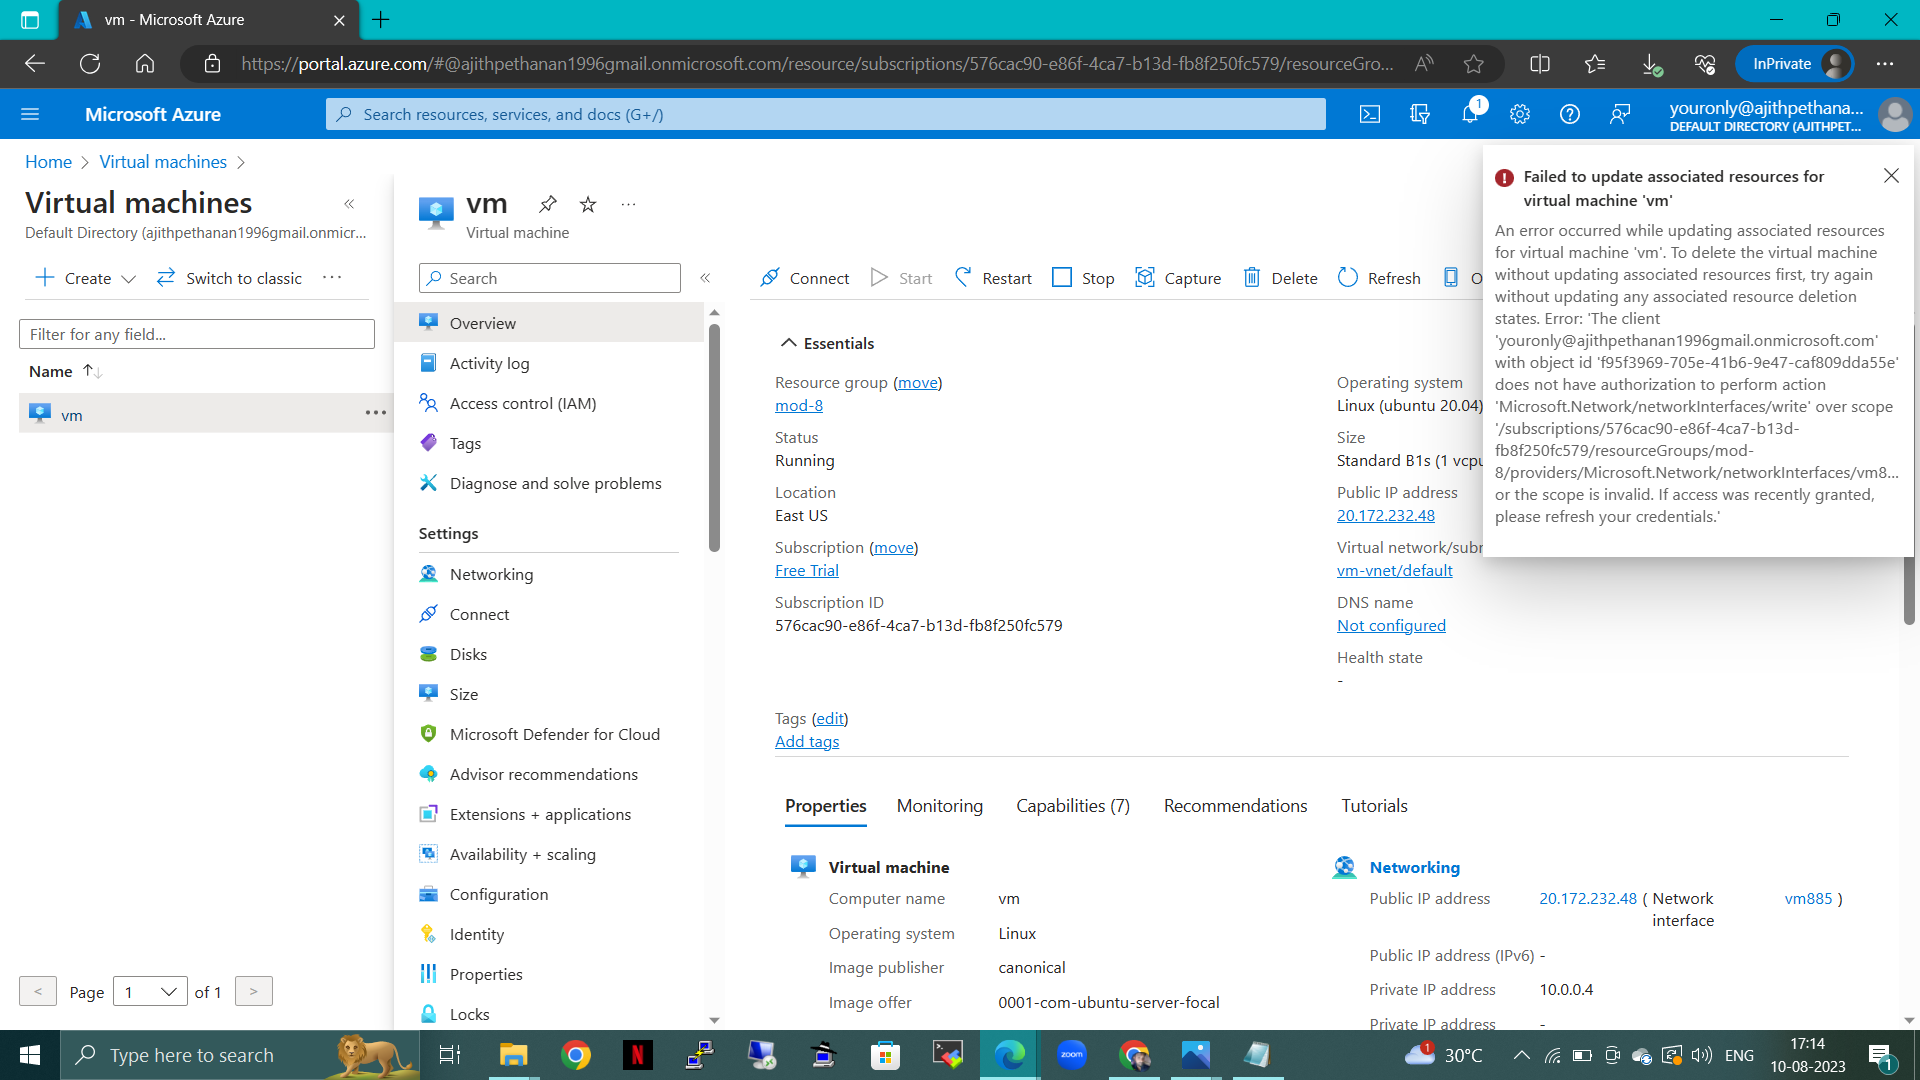 vm - Microsoft Azure
https://portal.azure.com/#@ajithpethanan1996gmail.onmicrosoft.com/resource/subscriptions/576cac90-e86f-4ca7-b13d-fb8f250fc579/resourceGro...
InPrivate
Microsoft Azure
Search resources, services, and docs (G+/)
1
youronly@ajithpethana...
DEFAULT DIRECTORY (AJITHPET...
Home
Virtual machines
Virtual machines
Default Directory (ajithpethanan1996gmail.onmicr...
Create
Switch to classic
Filter for any field...
Name
vm
Page 1 of 1
vm
Virtual machine
Search
Overview
Activity log
Access control (IAM)
Tags
Diagnose and solve problems
Settings
Networking
Connect
Disks
Size
Microsoft Defender for Cloud
Advisor recommendations
Extensions + applications
Availability + scaling
Configuration
Identity
Properties
Locks
Connect
Start
Restart
Stop
Capture
Delete
Refresh
Essentials
Resource group (move)
mod-8
Status
Running
Location
East US
Subscription (move)
Free Trial
Subscription ID
576cac90-e86f-4ca7-b13d-fb8f250fc579
Operating system
Linux (ubuntu 20.04)
Size
Standard B1s (1 vcpu
Public IP address
20.172.232.48
Virtual network/subn
vm-vnet/default
DNS name
Not configured
Health state
-
Tags (edit)
Add tags
Properties
Monitoring
Capabilities (7)
Recommendations
Tutorials
Virtual machine
Computer name vm
Operating system Linux
Image publisher canonical
Image offer 0001-com-ubuntu-server-focal
Networking
Public IP address 20.172.232.48 ( Network interface vm885 )
Public IP address (IPv6) -
Private IP address 10.0.0.4
Private IP address -
Failed to update associated resources for
virtual machine 'vm'
An error occurred while updating associated resources
for virtual machine 'vm'. To delete the virtual machine
without updating associated resources first, try again
without updating any associated resource deletion
states. Error: 'The client
'youronly@ajithpethanan1996gmail.onmicrosoft.com'
with object id 'f95f3969-705e-41b6-9e47-caf809dda55e'
does not have authorization to perform action
'Microsoft.Network/networkInterfaces/write' over scope
'/subscriptions/576cac90-e86f-4ca7-b13d-
fb8f250fc579/resourceGroups/mod-
8/providers/Microsoft.Network/networkInterfaces/vm8...
or the scope is invalid. If access was recently granted,
please refresh your credentials.'
Type here to search
N
zoom
1
30°C
ENG
17:14
10-08-2023
1